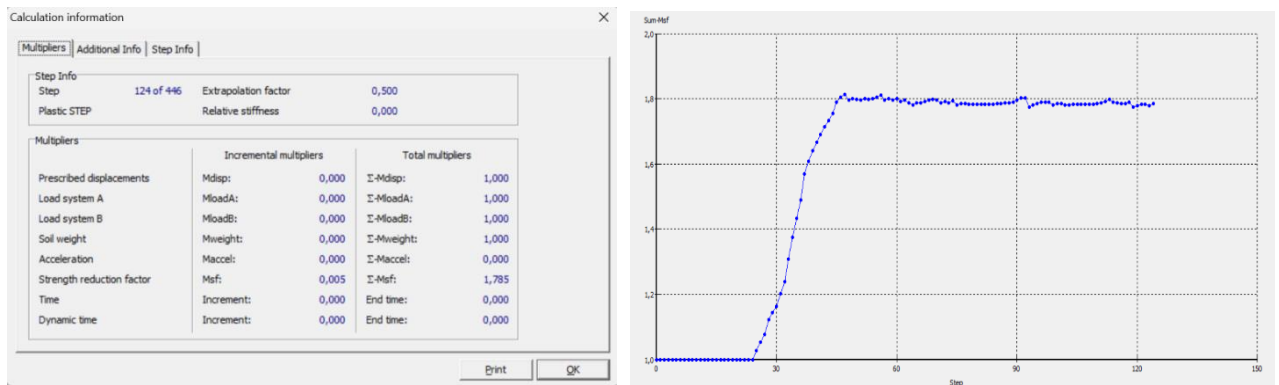 Calculation information
Multipliers Additional Info Step Info
Step Info
Step 124 of 446 Extrapolation factor 0,500
Plastic STEP Relative stiffness 0,000
Multipliers
Incremental multipliers Total multipliers
Prescribed displacements Mdisp: 0,000 Σ-Mdisp: 1,000
Load system A MloadA: 0,000 Σ-MloadA: 1,000
Load system B MloadB: 0,000 Σ-MloadB: 1,000
Soil weight Mweight: 0,000 Σ-Mweight: 1,000
Acceleration Maccel: 0,000 Σ-Maccel: 0,000
Strength reduction factor Msf: 0,005 Σ-Msf: 1,785
Time Increment: 0,000 End time: 0,000
Dynamic time Increment: 0,000 End time: 0,000
Print OK
Sum-Msf
2,0
1,8
1,6
1,4
1,2
1,0
0 30 60 90 120 150
Step